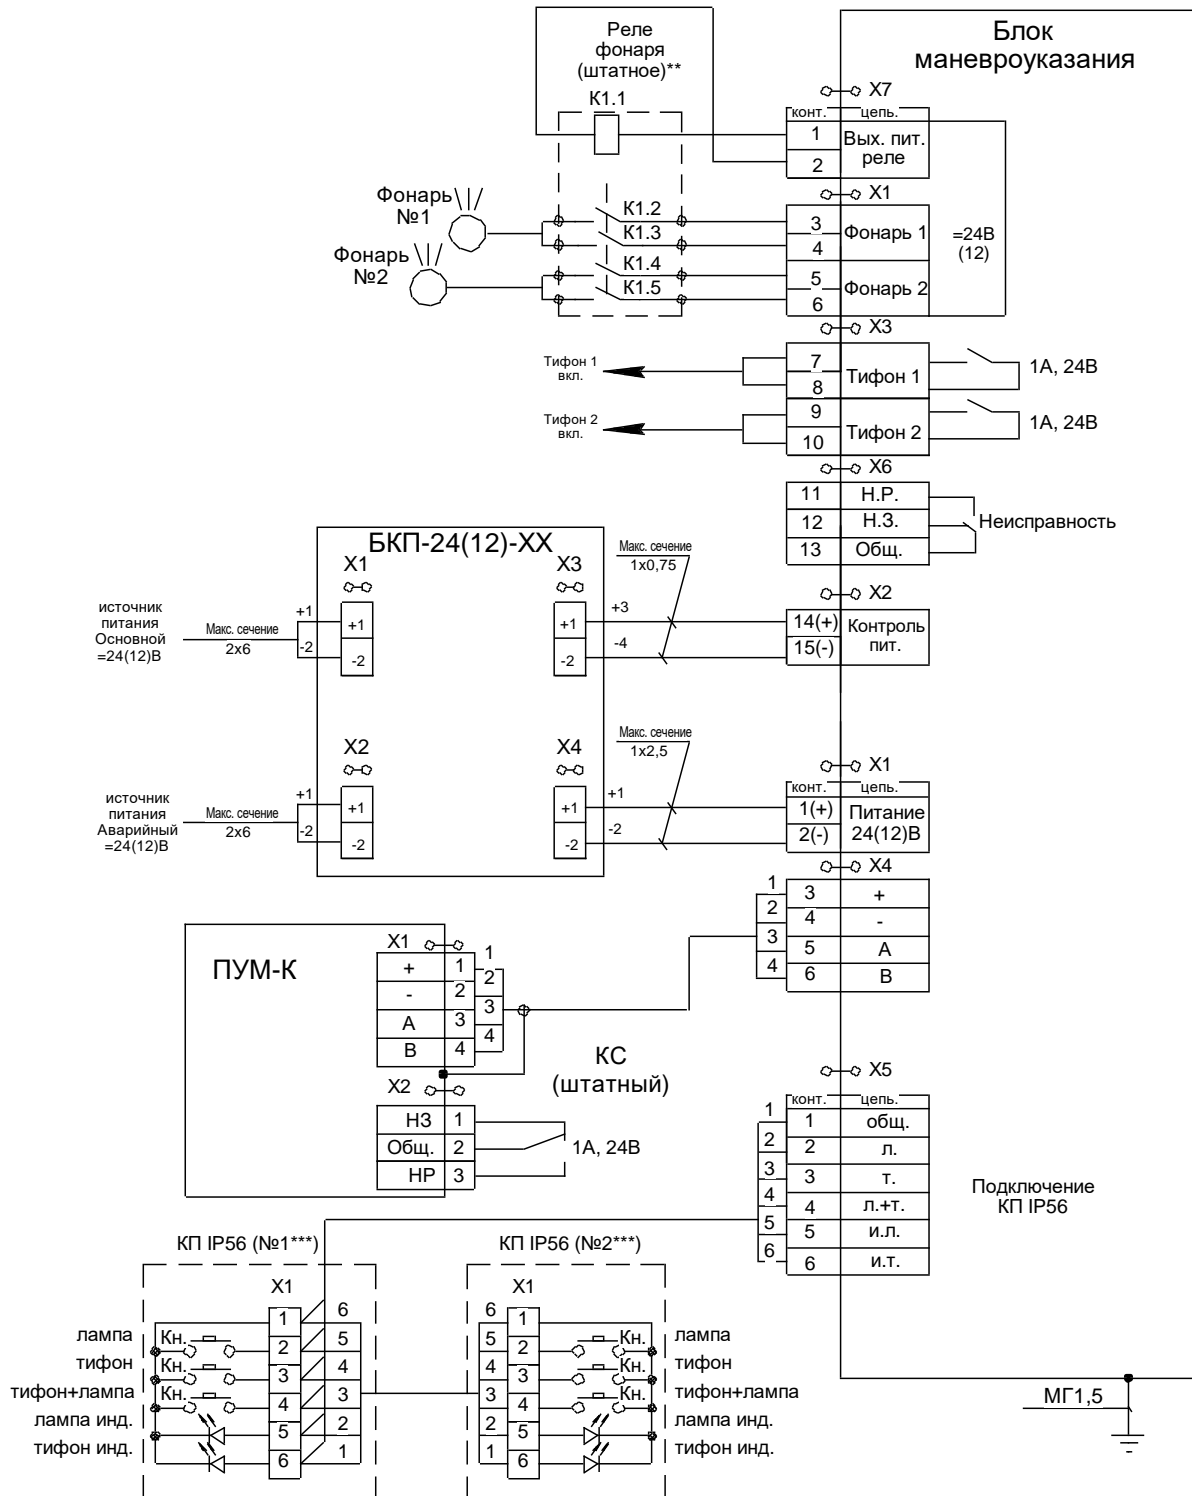 Реле
фонаря
(штатное)**
К1.1
Блок
маневроуказания
X7
конт. цепь.
1
2
Вых. пит.
реле
X1
Фонарь
№1
К1.2
К1.3
3
4
Фонарь 1
=24В
(12)
Фонарь
№2
К1.4
К1.5
5
6
Фонарь 2
X3
Тифон 1
вкл.
7
8
Тифон 1
1А, 24В
Тифон 2
вкл.
9
10
Тифон 2
1А, 24В
X6
11 Н.Р.
12 Н.З.
13 Общ.
Неисправность
БКП-24(12)-ХХ
X1
X3
Макс. сечение
1х0,75
X2
источник
питания
Основной
=24(12)В
Макс. сечение
2х6
+1
-2
+1
-2
+1
-2
+3
-4
14(+)
15(-)
Контроль
пит.
X2
X4
Макс. сечение
1х2,5
X1
конт. цепь.
источник
питания
Аварийный
=24(12)В
Макс. сечение
2х6
+1
-2
+1
-2
+1
-2
+1
-2
1(+)
2(-)
Питание
24(12)В
X4
1
2
3
4
3 +
4 -
5 А
6 В
ПУМ-К
X1
+ 1
- 2
А 3
В 4
1
2
3
4
КС
(штатный)
X2
НЗ 1
Общ. 2
НР 3
1А, 24В
X5
конт. цепь.
1
2
3
4
5
6
1 общ.
2 л.
3 т.
4 л.+т.
5 и.л.
6 и.т.
Подключение
КП IP56
КП IP56 (№1***)
X1
лампа
тифон
тифон+лампа
лампа инд.
тифон инд.
Кн.
Кн.
Кн.
1
2
3
4
5
6
6
5
4
3
2
1
КП IP56 (№2***)
X1
6
5
4
3
2
1
1
2
3
4
5
6
Кн.
Кн.
Кн.
лампа
тифон
тифон+лампа
лампа инд.
тифон инд.
МГ1,5